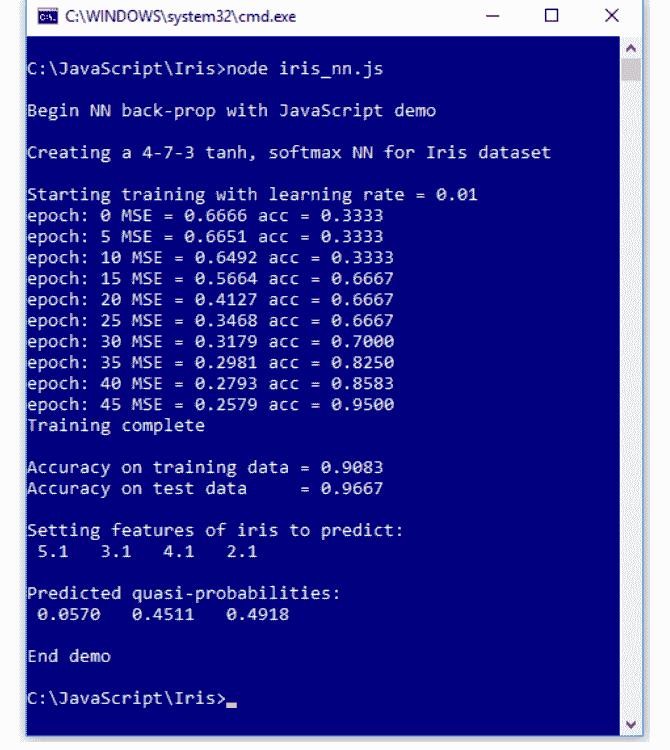 C:\WINDOWS\system32\cmd.exe
C:\JavaScript\Iris>node iris_nn.js
Begin NN back-prop with JavaScript demo
Creating a 4-7-3 tanh, softmax NN for Iris dataset
Starting training with learning rate = 0.01
epoch: 0 MSE = 0.6666 acc = 0.3333
epoch: 5 MSE = 0.6651 acc = 0.3333
epoch: 10 MSE = 0.6492 acc = 0.3333
epoch: 15 MSE = 0.5664 acc = 0.6667
epoch: 20 MSE = 0.4127 acc = 0.6667
epoch: 25 MSE = 0.3468 acc = 0.6667
epoch: 30 MSE = 0.3179 acc = 0.7000
epoch: 35 MSE = 0.2981 acc = 0.8250
epoch: 40 MSE = 0.2793 acc = 0.8583
epoch: 45 MSE = 0.2579 acc = 0.9500
Training complete
Accuracy on training data = 0.9083
Accuracy on test data     = 0.9667
Setting features of iris to predict:
 5.1   3.1   4.1   2.1
Predicted quasi-probabilities:
 0.0570   0.4511   0.4918
End demo
C:\JavaScript\Iris>_